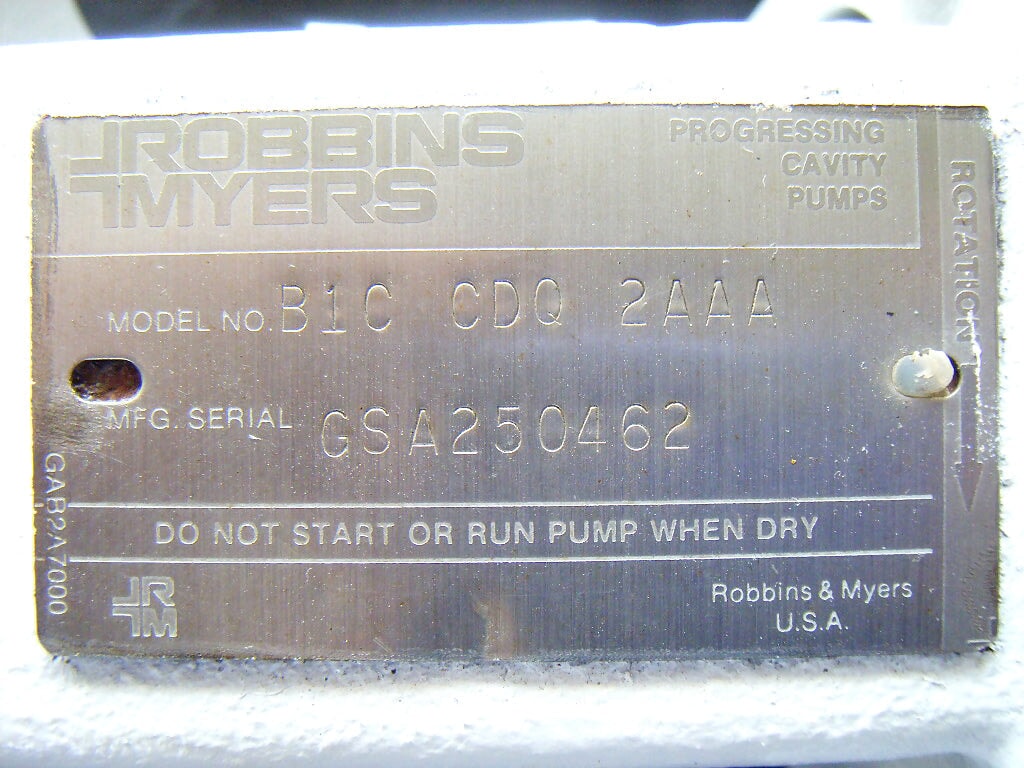 ROBBINS
MYERS
PROGRESSING
CAVITY
PUMPS
ROTATION
MODEL NO. B1C CDQ 2AAA
MFG. SERIAL GSA250462
GAB2A7000
DO NOT START OR RUN PUMP WHEN DRY
RM
Robbins & Myers
U.S.A.